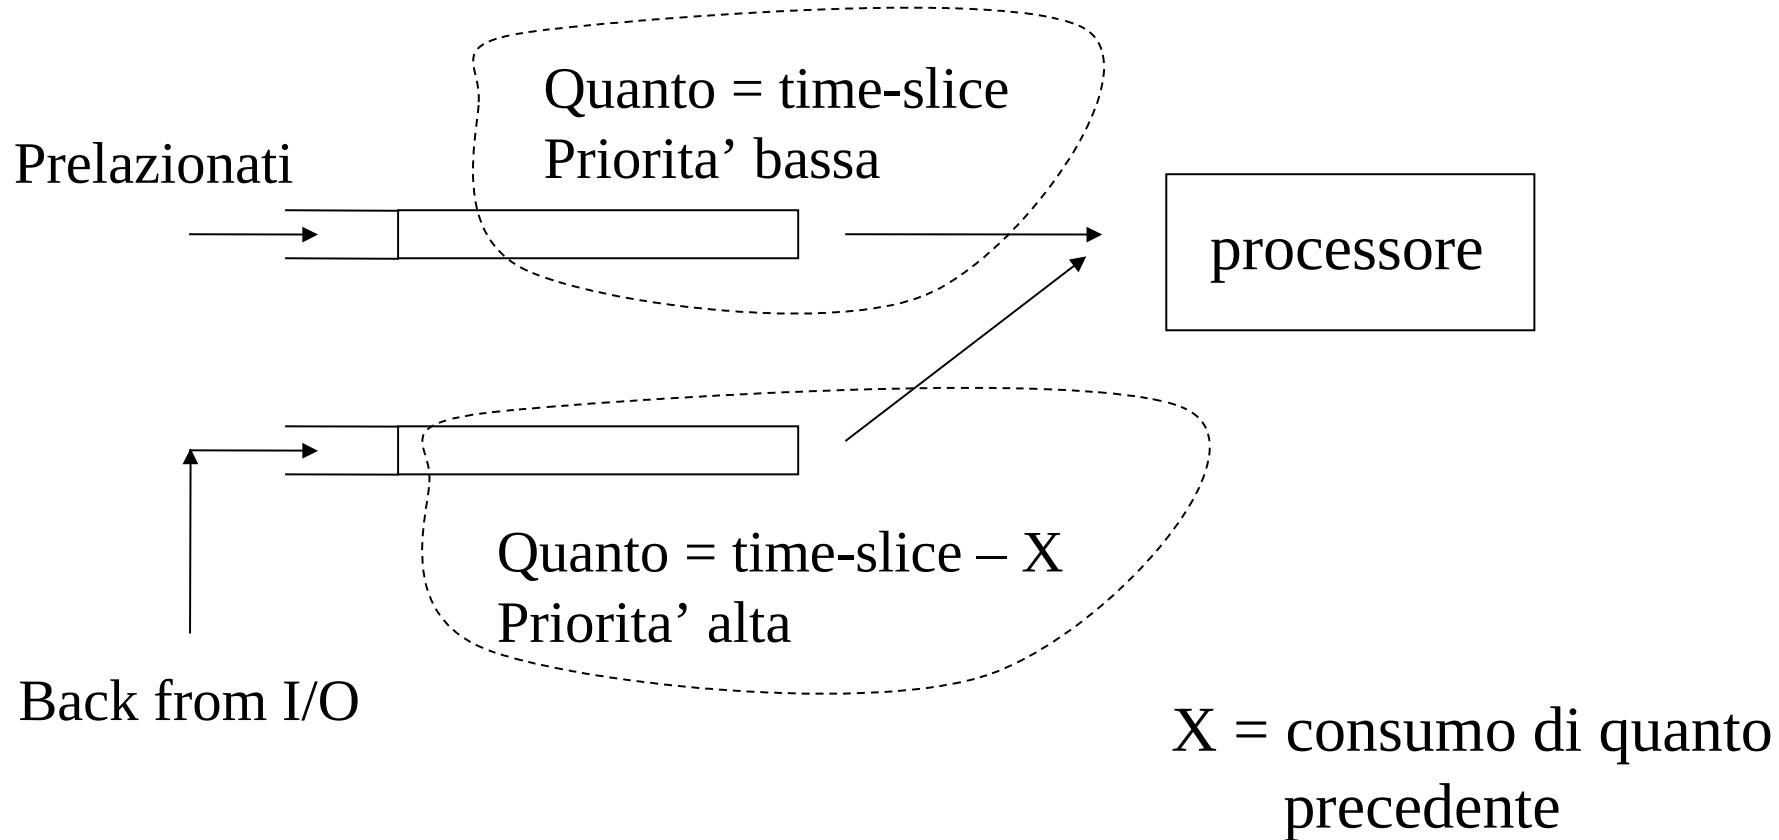 Quanto = time-slice
Priorita’ bassa
Prelazionati
processore
Quanto = time-slice – X
Priorita’ alta
Back from I/O
X = consumo di quanto
precedente